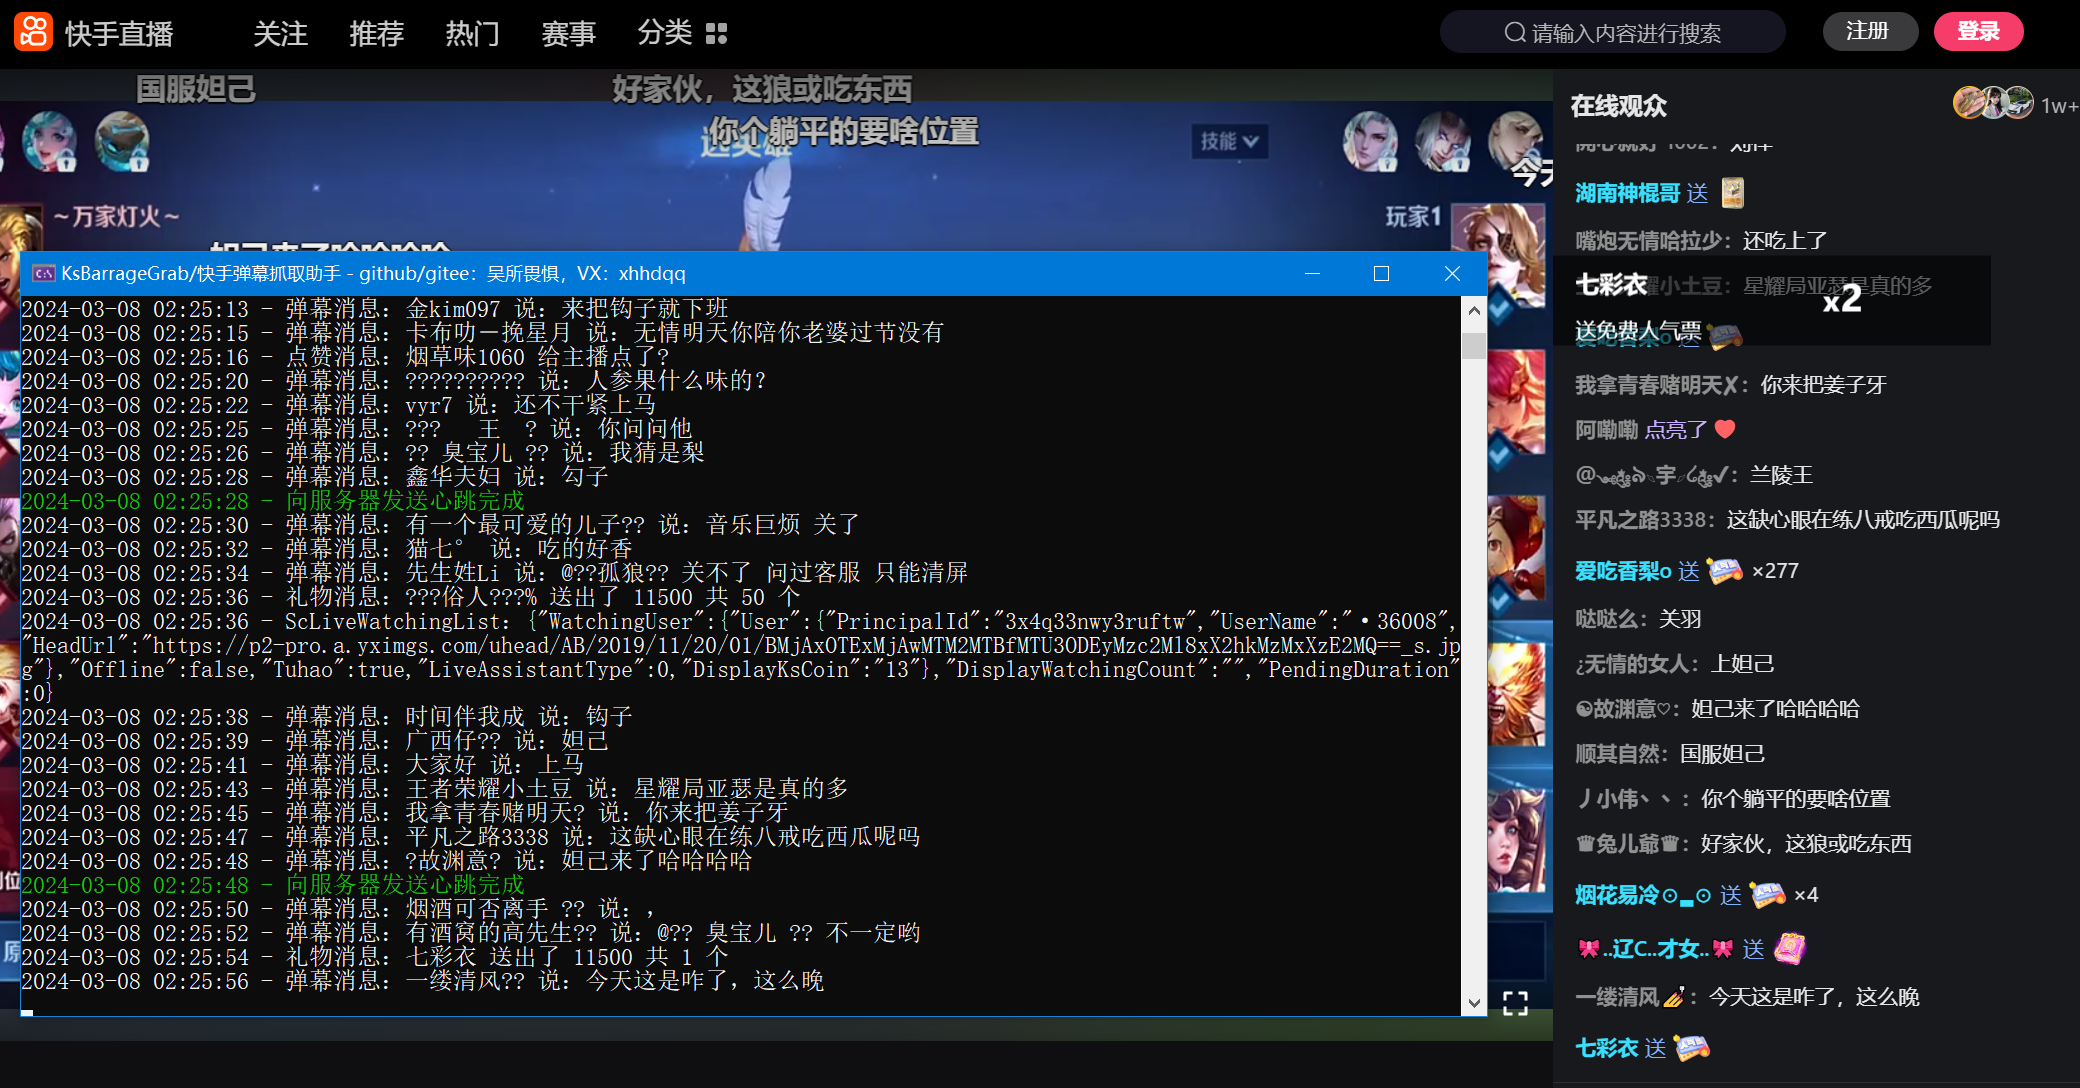 快手直播
关注
推荐
热门
赛事
分类
请输入内容进行搜索
注册
登录
国服妲己
好家伙，这狼或吃东西
你个躺平的要啥位置
技能
~万家灯火~
玩家1
KsBarrageGrab/快手弹幕抓取助手 - github/gitee：吴所畏惧，VX：xhhdqq
2024-03-08 02:25:13 - 弹幕消息：金kim097 说：来把钩子就下班
2024-03-08 02:25:15 - 弹幕消息：卡布叻－挽星月 说：无情明天你陪你老婆过节没有
2024-03-08 02:25:16 - 点赞消息：烟草味1060 给主播点了?
2024-03-08 02:25:20 - 弹幕消息：?????????? 说：人参果什么味的?
2024-03-08 02:25:22 - 弹幕消息：vyr7 说：还不干紧上马
2024-03-08 02:25:25 - 弹幕消息：??? 王 ? 说：你问问他
2024-03-08 02:25:26 - 弹幕消息：?? 臭宝儿 ?? 说：我猜是梨
2024-03-08 02:25:28 - 弹幕消息：鑫华夫妇 说：勾子
2024-03-08 02:25:28 - 向服务器发送心跳完成
2024-03-08 02:25:30 - 弹幕消息：有一个最可爱的儿子?? 说：音乐巨烦 关了
2024-03-08 02:25:32 - 弹幕消息：猫七° 说：吃的好香
2024-03-08 02:25:34 - 弹幕消息：先生姓Li 说：@??孤狼?? 关不了 问过客服 只能清屏
2024-03-08 02:25:36 - 礼物消息：???俗人???% 送出了 11500 共 50 个
2024-03-08 02:25:36 - ScLiveWatchingList: {"WatchingUser":{"User":{"PrincipalId":"3x4q33nwy3ruftw","UserName":"·36008",
"HeadUrl":"https://p2-pro.a.yximgs.com/uhead/AB/2019/11/20/01/BMjAxOTExMjAwMTM2MTBfMTU3ODEyMzc2Ml8xX2hkMzMxXzE2MQ==_s.jp
g"},"Offline":false,"Tuhao":true,"LiveAssistantType":0,"DisplayKsCoin":"13"},"DisplayWatchingCount":"","PendingDuration"
:0}
2024-03-08 02:25:38 - 弹幕消息：时间伴我成 说：钩子
2024-03-08 02:25:39 - 弹幕消息：广西仔?? 说：妲己
2024-03-08 02:25:41 - 弹幕消息：大家好 说：上马
2024-03-08 02:25:43 - 弹幕消息：王者荣耀小土豆 说：星耀局亚瑟是真的多
2024-03-08 02:25:45 - 弹幕消息：我拿青春赌明天? 说：你来把姜子牙
2024-03-08 02:25:47 - 弹幕消息：平凡之路3338 说：这缺心眼在练八戒吃西瓜呢吗
2024-03-08 02:25:48 - 弹幕消息：?故渊意? 说：妲己来了哈哈哈哈
2024-03-08 02:25:48 - 向服务器发送心跳完成
2024-03-08 02:25:50 - 弹幕消息：烟酒可否离手 ?? 说：，
2024-03-08 02:25:52 - 弹幕消息：有酒窝的高先生?? 说：@?? 臭宝儿 ?? 不一定哟
2024-03-08 02:25:54 - 礼物消息：七彩衣 送出了 11500 共 1 个
2024-03-08 02:25:56 - 弹幕消息：一缕清风?? 说：今天这是咋了，这么晚
在线观众
1w+
湖南神棍哥 送
嘴炮无情哈拉少：还吃上了
小土豆：星耀局亚瑟是真的多
七彩衣
送免费人气票
x2
我拿青春赌明天✘：你来把姜子牙
阿嘞嘞 点亮了
宇：兰陵王
平凡之路3338：这缺心眼在练八戒吃西瓜呢吗
爱吃香梨o 送 ×277
哒哒么：关羽
¿无情的女人：上妲己
☯故渊意♡：妲己来了哈哈哈哈
顺其自然：国服妲己
丿小伟丶丶：你个躺平的要啥位置
♛兔儿爺♛：好家伙，这狼或吃东西
烟花易冷⊙▂⊙ 送 ×4
🎀..辽C..才女..🎀 送
一缕清风💅：今天这是咋了，这么晚
七彩衣 送